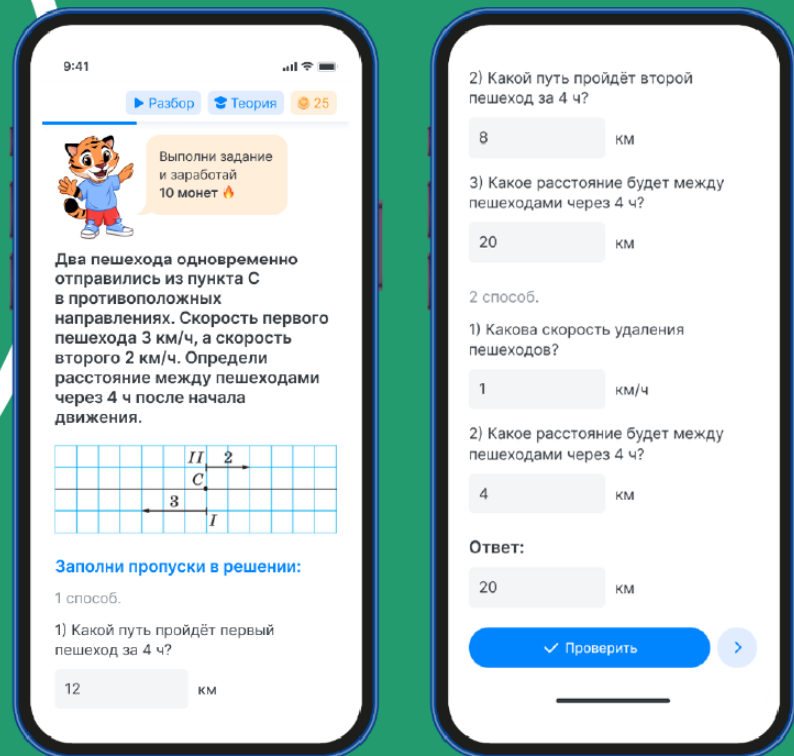 9:41
Разбор
Теория
25
Выполни задание
и заработай
10 монет 🔥
Два пешехода одновременно
отправились из пункта С
в противоположных
направлениях. Скорость первого
пешехода 3 км/ч, а скорость
второго 2 км/ч. Определи
расстояние между пешеходами
через 4 ч после начала
движения.
II 2
C
3
I
Заполни пропуски в решении:
1 способ.
1) Какой путь пройдёт первый
пешеход за 4 ч?
12 км
2) Какой путь пройдёт второй
пешеход за 4 ч?
8 км
3) Какое расстояние будет между
пешеходами через 4 ч?
20 км
2 способ.
1) Какова скорость удаления
пешеходов?
1 км/ч
2) Какое расстояние будет между
пешеходами через 4 ч?
4 км
Ответ:
20 км
Проверить